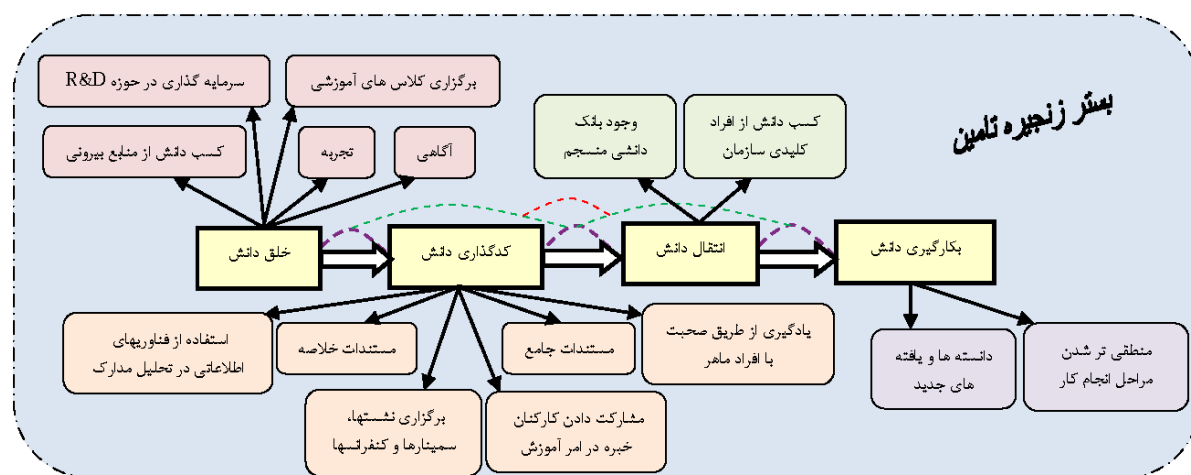 بستر زنجیره تامین
سرمایه گذاری در حوزه R&D
برگزاری کلاس های آموزشی
کسب دانش از منابع بیرونی
تجربه
آگاهی
وجود بانک
دانشی منسجم
کسب دانش از افراد
کلیدی سازمان
خلق دانش
کدگذاری دانش
انتقال دانش
بکارگیری دانش
استفاده از فناوریهای
اطلاعاتی در تحلیل مدارک
مستندات خلاصه
مستندات جامع
یادگیری از طریق صحبت
با افراد ماهر
برگزاری نشستها،
سمینارها و کنفرانسها
مشارکت دادن کارکنان
خبره در امر آموزش
دانسته ها و یافته
های جدید
منطقی تر شدن
مراحل انجام کار